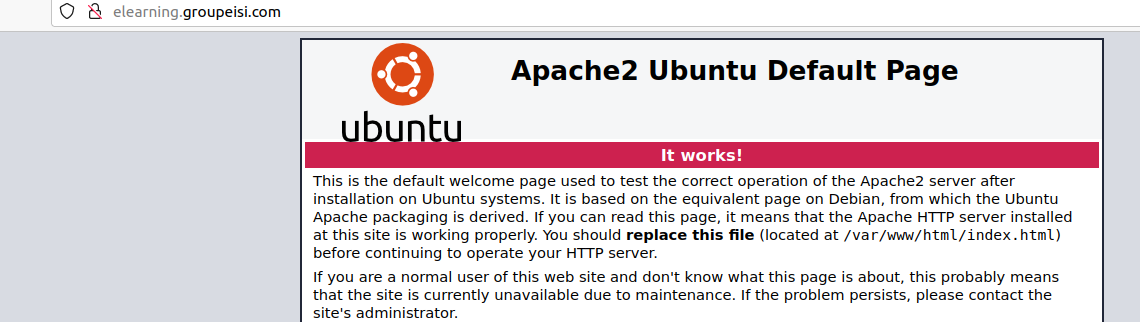 elearning.groupeisi.com
Apache2 Ubuntu Default Page
ubuntu
It works!
This is the default welcome page used to test the correct operation of the Apache2 server after
installation on Ubuntu systems. It is based on the equivalent page on Debian, from which the Ubuntu
Apache packaging is derived. If you can read this page, it means that the Apache HTTP server installed
at this site is working properly. You should replace this file (located at /var/www/html/index.html)
before continuing to operate your HTTP server.
If you are a normal user of this web site and don't know what this page is about, this probably means
that the site is currently unavailable due to maintenance. If the problem persists, please contact the
site's administrator.